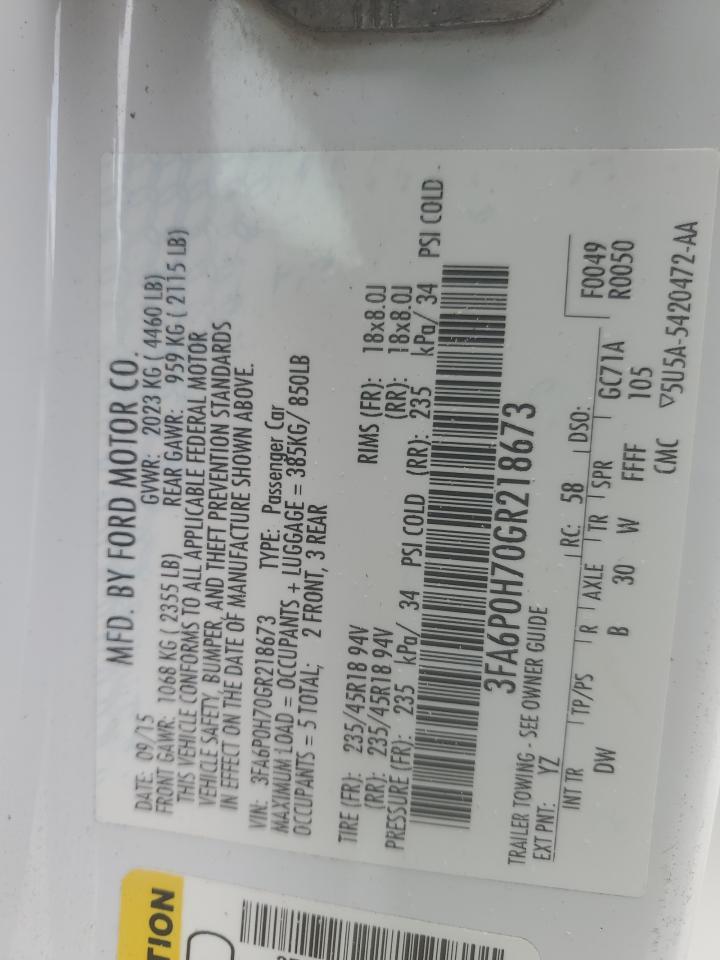 MFD. BY FORD MOTOR CO.
DATE: 09/15 GVWR: 2023 KG ( 4460 LB)
FRONT GAWR: 1068 KG ( 2355 LB) REAR GAWR: 959 KG ( 2115 LB)
THIS VEHICLE CONFORMS TO ALL APPLICABLE FEDERAL MOTOR
VEHICLE SAFETY, BUMPER, AND THEFT PREVENTION STANDARDS
IN EFFECT ON THE DATE OF MANUFACTURE SHOWN ABOVE.
VIN: 3FA6P0H70GR218673 TYPE: Passenger Car
MAXIMUM LOAD = OCCUPANTS + LUGGAGE = 385KG/ 850LB
OCCUPANTS = 5 TOTAL; 2 FRONT, 3 REAR
TIRE (FR): 235/45R18 94V RIMS (FR): 18x8.0J
(RR): 235/45R18 94V (RR): 18x8.0J
PRESSURE (FR): 235 kPa/ 34 PSI COLD (RR): 235 kPa/ 34 PSI COLD
3FA6P0H70GR218673
TRAILER TOWING - SEE OWNER GUIDE
EXT PNT: YZ RC: 58 DSO: F0049
INT TR TP/PS R AXLE TR SPR R0050
DW B 30 W FFFF GC71A
105
CMC ▽5U5A-5420472-AA
TION